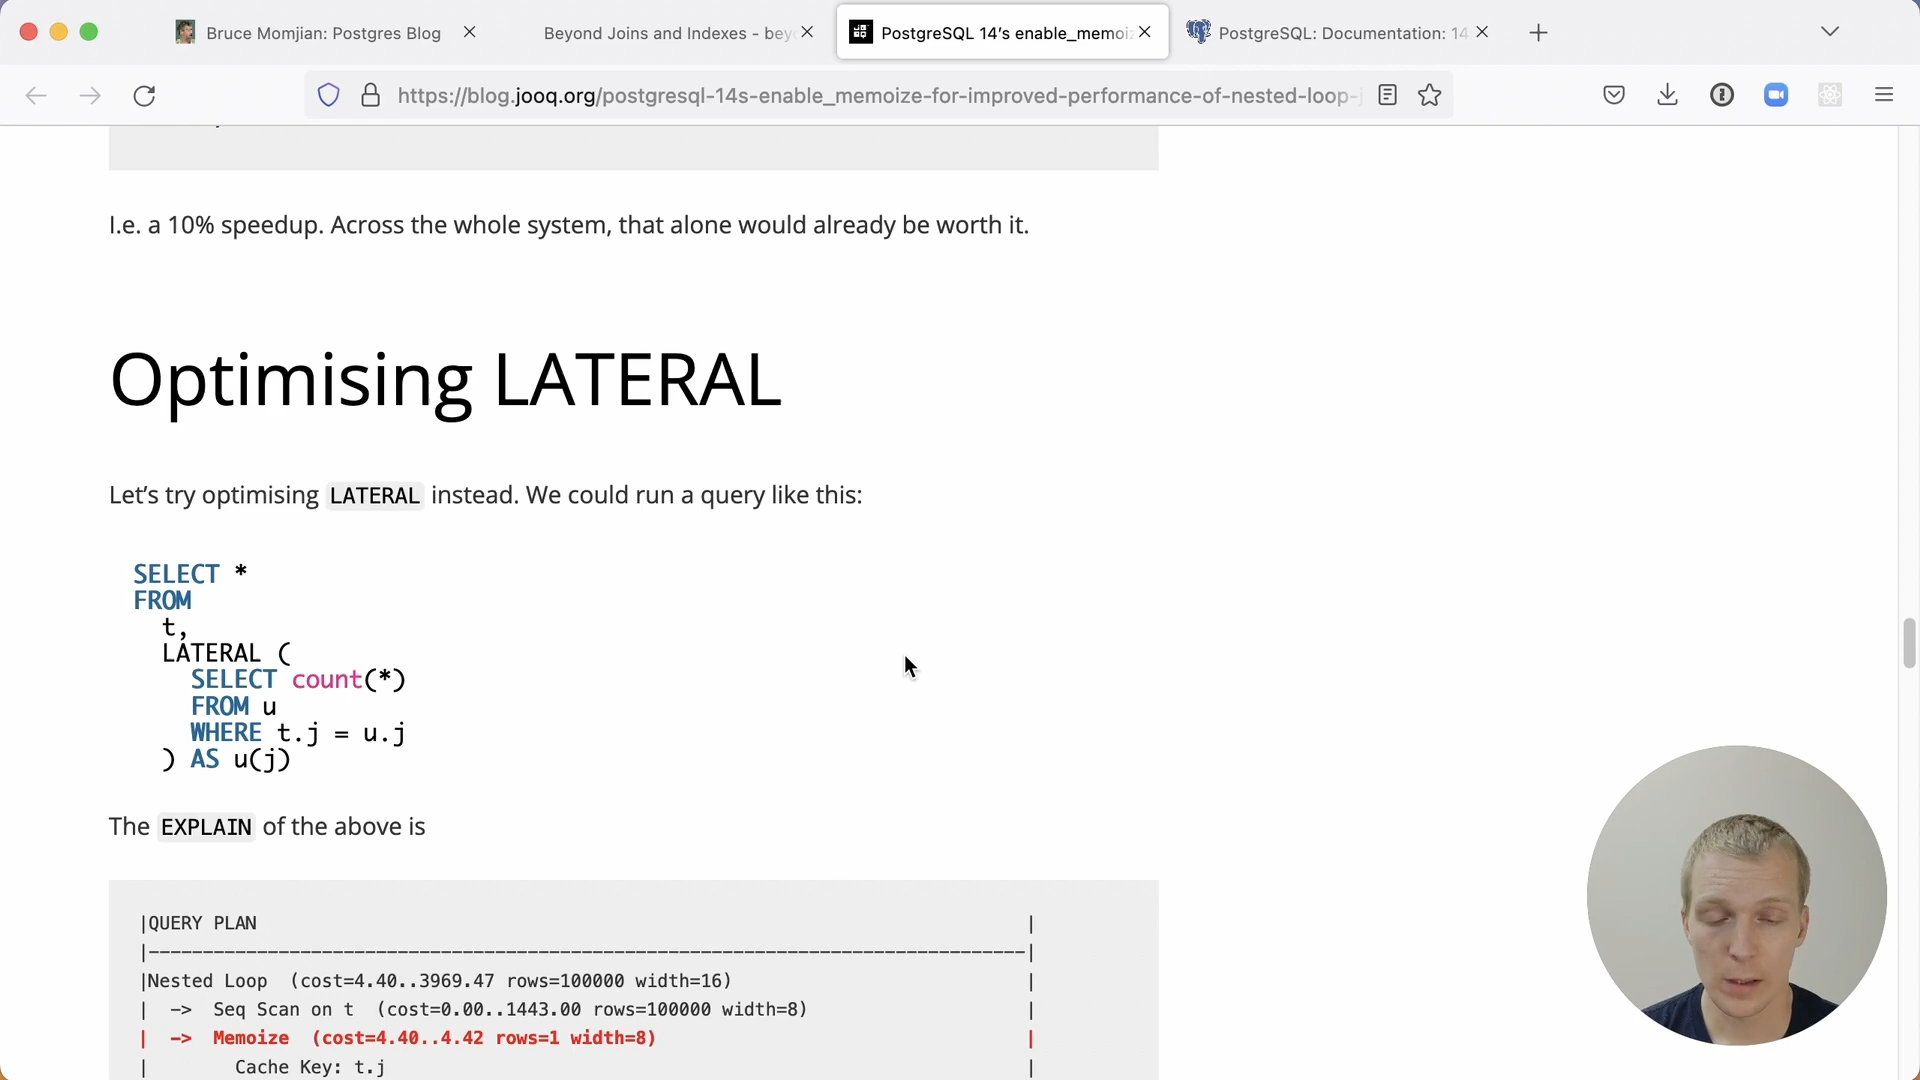 Bruce Momjian: Postgres Blog
Beyond Joins and Indexes - bey
PostgreSQL 14's enable_memoiz
PostgreSQL: Documentation: 14
https://blog.jooq.org/postgresql-14s-enable_memoize-for-improved-performance-of-nested-loop-j
I.e. a 10% speedup. Across the whole system, that alone would already be worth it.
Optimising LATERAL
Let's try optimising LATERAL instead. We could run a query like this:
SELECT *
FROM
t,
LATERAL (
SELECT count(*)
FROM u
WHERE t.j = u.j
) AS u(j)
The EXPLAIN of the above is
|QUERY PLAN |
|---------------------------------------------------------------------------------|
|Nested Loop (cost=4.40..3969.47 rows=100000 width=16) |
| -> Seq Scan on t (cost=0.00..1443.00 rows=100000 width=8) |
| -> Memoize (cost=4.40..4.42 rows=1 width=8) |
| Cache Key: t.j |